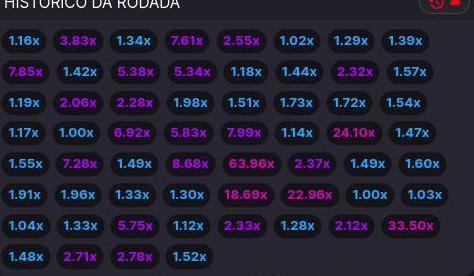 HISTÓRICO DA RODADA
1.16x 3.83x 1.34x 7.61x 2.55x 1.02x 1.29x 1.39x
7.85x 1.42x 5.38x 5.34x 1.18x 1.44x 2.32x 1.57x
1.19x 2.06x 2.28x 1.98x 1.51x 1.73x 1.72x 1.54x
1.17x 1.00x 6.92x 5.83x 7.99x 1.14x 24.10x 1.47x
1.55x 7.28x 1.49x 8.68x 63.96x 2.37x 1.49x 1.60x
1.91x 1.96x 1.33x 1.30x 18.69x 22.96x 1.00x 1.03x
1.04x 1.33x 5.75x 1.12x 2.33x 1.28x 2.12x 33.50x
1.48x 2.71x 2.78x 1.52x